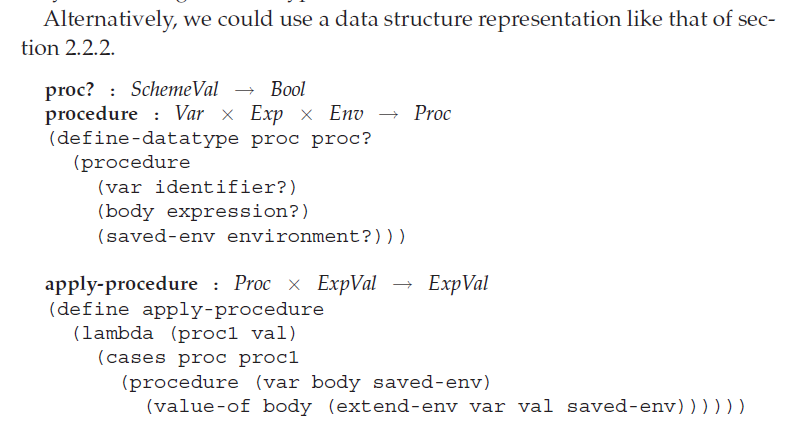 Alternatively, we could use a data structure representation like that of sec-
tion 2.2.2.
proc? : SchemeVal → Bool
procedure : Var × Exp × Env → Proc
(define-datatype proc proc?
(procedure
(var identifier?)
(body expression?)
(saved-env environment?)))
apply-procedure : Proc × ExpVal → ExpVal
(define apply-procedure
(lambda (proc1 val)
(cases proc proc1
(procedure (var body saved-env)
(value-of body (extend-env var val saved-env))))))